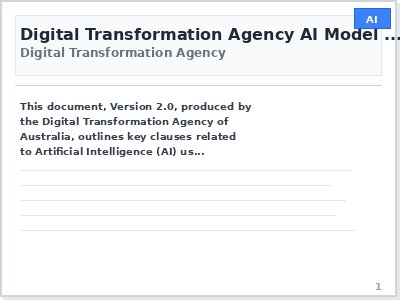 AI
Digital Transformation Agency AI Model ...
Digital Transformation Agency
This document, Version 2.0, produced by
the Digital Transformation Agency of
Australia, outlines key clauses related
to Artificial Intelligence (AI) us...
1